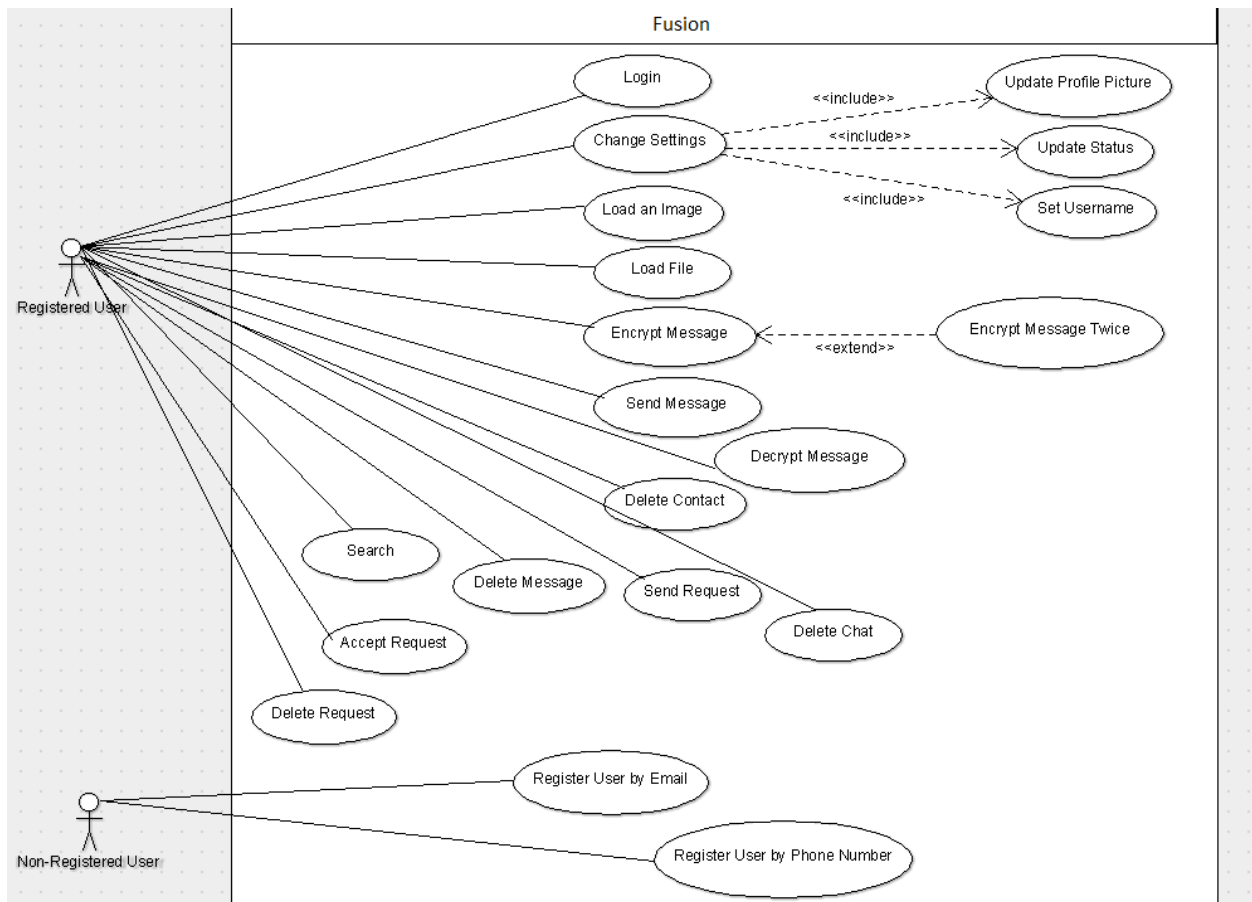 Fusion
Login
Update Profile Picture
<<include>>
Change Settings
<<include>>
Update Status
<<include>>
Load an Image
Set Username
Load File
Registered User
Encrypt Message
Encrypt Message Twice
<<extend>>
Send Message
Decrypt Message
Delete Contact
Search
Delete Message
Send Request
Delete Chat
Accept Request
Delete Request
Register User by Email
Register User by Phone Number
Non-Registered User